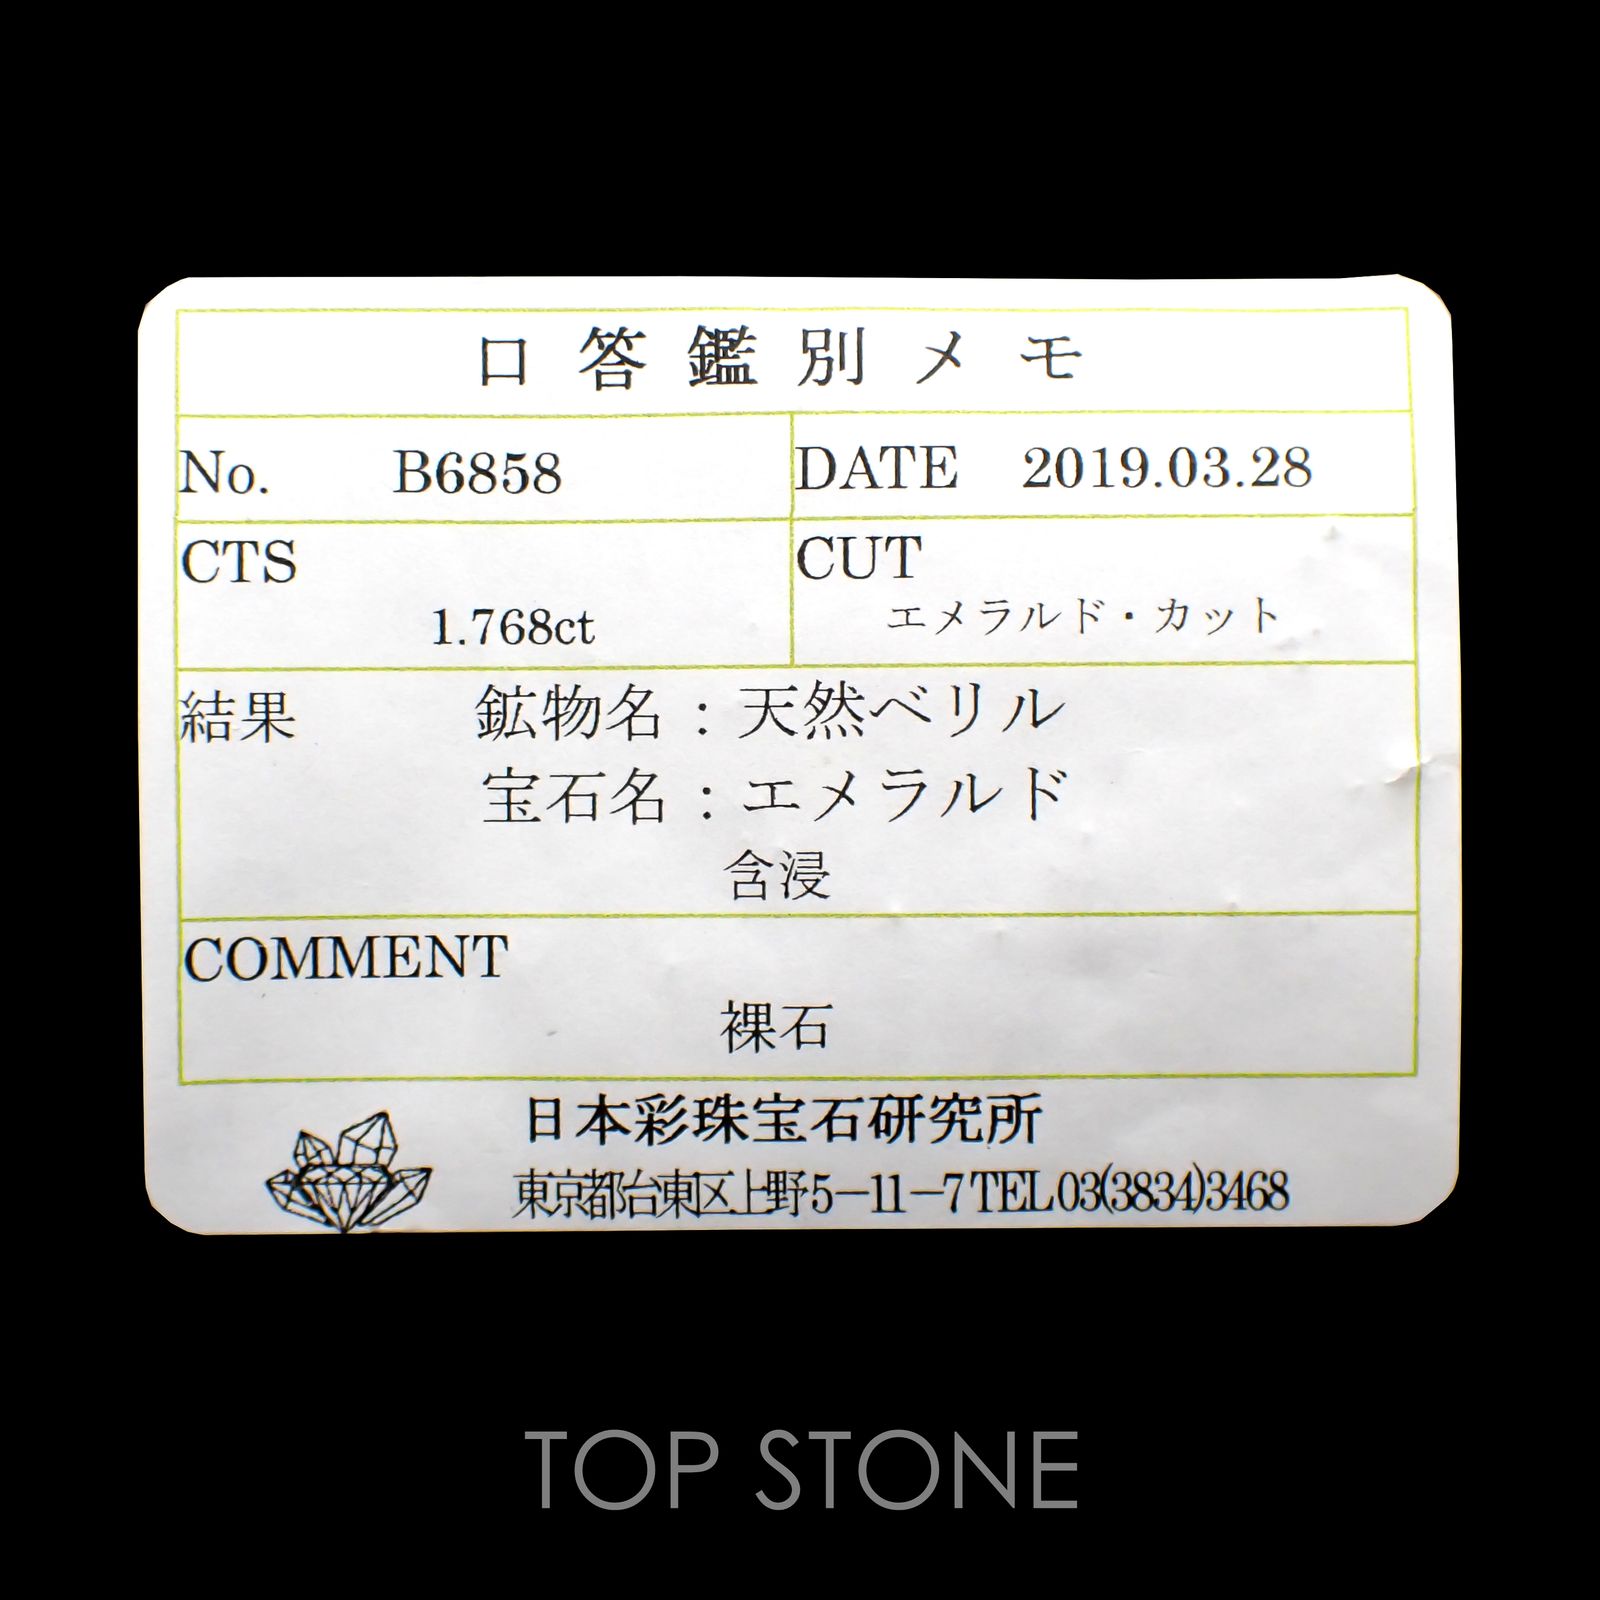 口答鑑別メモ
No. B6858 DATE 2019.03.28
CTS CUT
1.768ct エメラルド・カット
結果 鉱物名：天然ベリル
宝石名：エメラルド
含浸
COMMENT
裸石
日本彩珠宝石研究所
東京都台東区上野5－11－7 TEL 03(3834)3468
TOP STONE